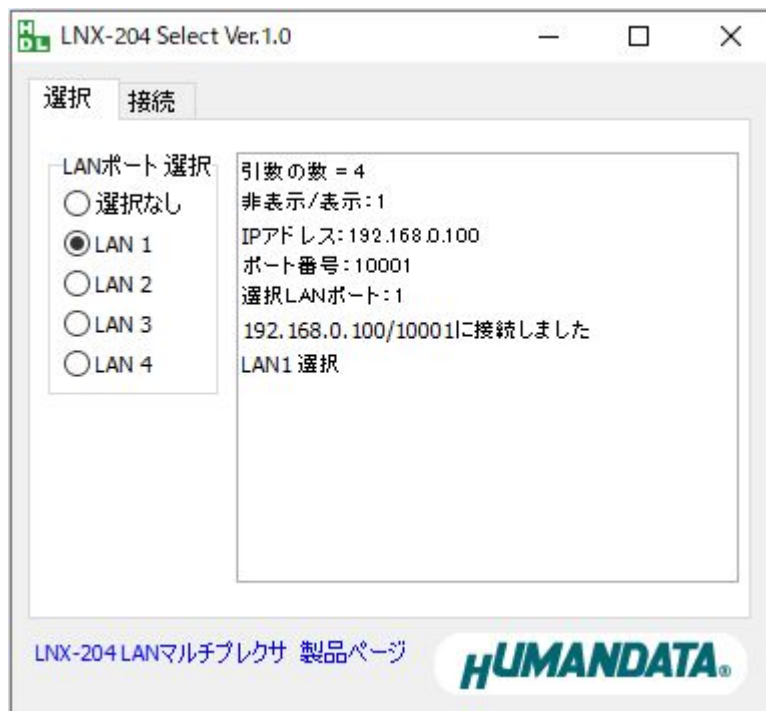 HDL LNX-204 Select Ver.1.0
選択 接続
LANポート 選択
選択なし
LAN 1
LAN 2
LAN 3
LAN 4
引数の数 = 4
非表示/表示:1
IPアドレス:192.168.0.100
ポート番号:10001
選択LANポート:1
192.168.0.100/10001に接続しました
LAN1 選択
LNX-204 LANマルチプレクサ 製品ページ
HUMANDATA®